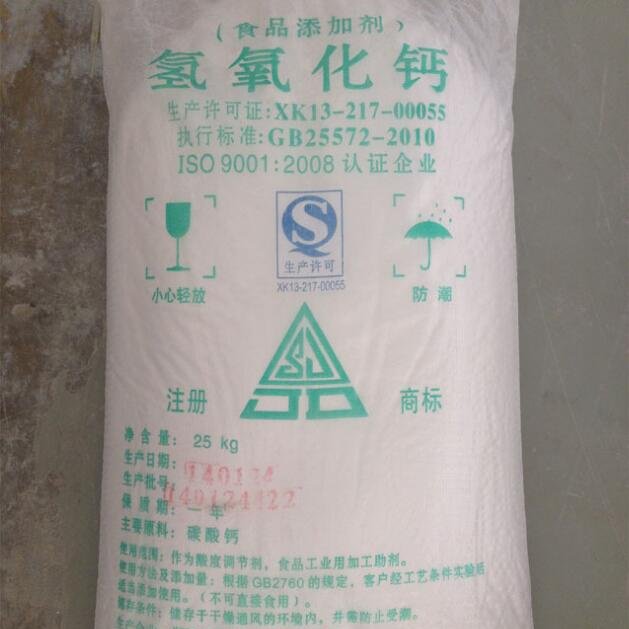 （食品添加剂）
氢氧化钙
生产许可证:XK13-217-00055
执行标准:GB25572-2010
ISO 9001:2008 认证企业
QS
生产许可
XK13-217-00055
小心轻放
防潮
SJ
JO
注册 商标
净含量: 25 kg
生产日期: 140124
生产批号: 140124422
保质期: 一年
主要原料: 碳酸钙
使用范围: 作为酸度调节剂，食品工业用加工助剂。
使用方法及添加量: 根据GB2760的规定，客户经工艺条件实验后
适当添加使用。（不可直接食用）。
储存条件: 储存于干燥通风的环境内，并需防止受潮。